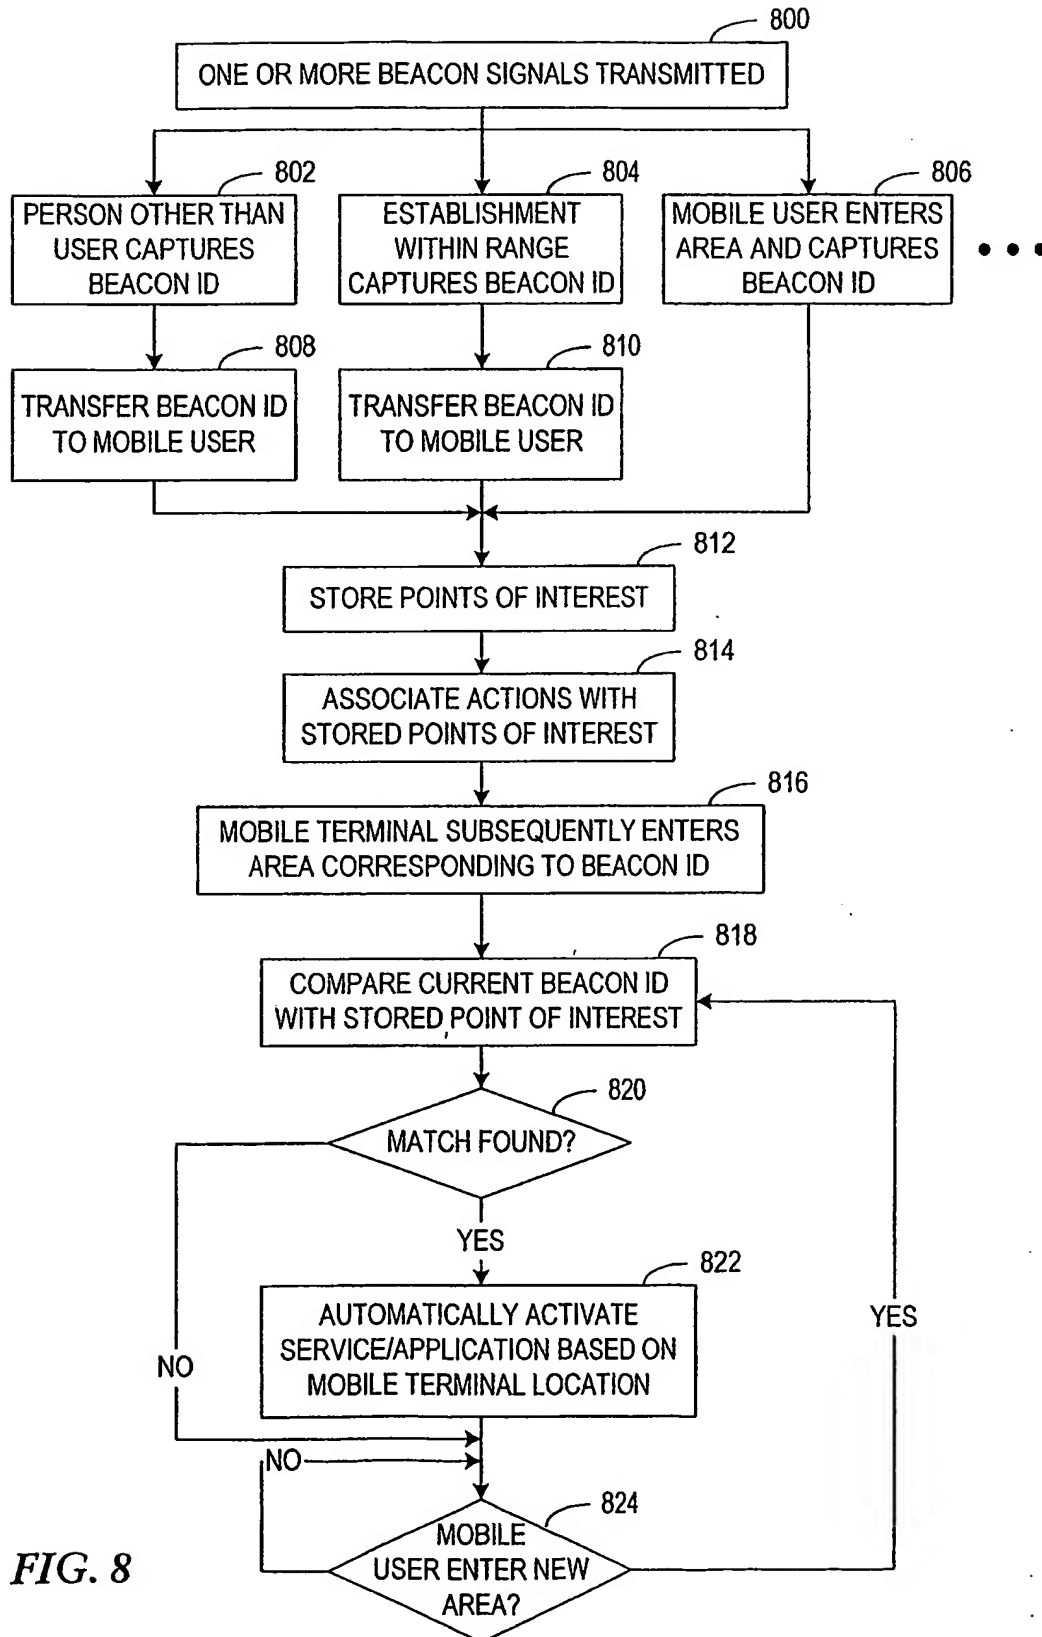 800
ONE OR MORE BEACON SIGNALS TRANSMITTED
802
PERSON OTHER THAN
USER CAPTURES
BEACON ID
804
ESTABLISHMENT
WITHIN RANGE
CAPTURES BEACON ID
806
MOBILE USER ENTERS
AREA AND CAPTURES
BEACON ID
• • •
808
TRANSFER BEACON ID
TO MOBILE USER
810
TRANSFER BEACON ID
TO MOBILE USER
812
STORE POINTS OF INTEREST
814
ASSOCIATE ACTIONS WITH
STORED POINTS OF INTEREST
816
MOBILE TERMINAL SUBSEQUENTLY ENTERS
AREA CORRESPONDING TO BEACON ID
818
COMPARE CURRENT BEACON ID
WITH STORED POINT OF INTEREST
820
MATCH FOUND?
YES
822
AUTOMATICALLY ACTIVATE
SERVICE/APPLICATION BASED ON
MOBILE TERMINAL LOCATION
YES
NO
NO
824
MOBILE
USER ENTER NEW
AREA?
FIG. 8